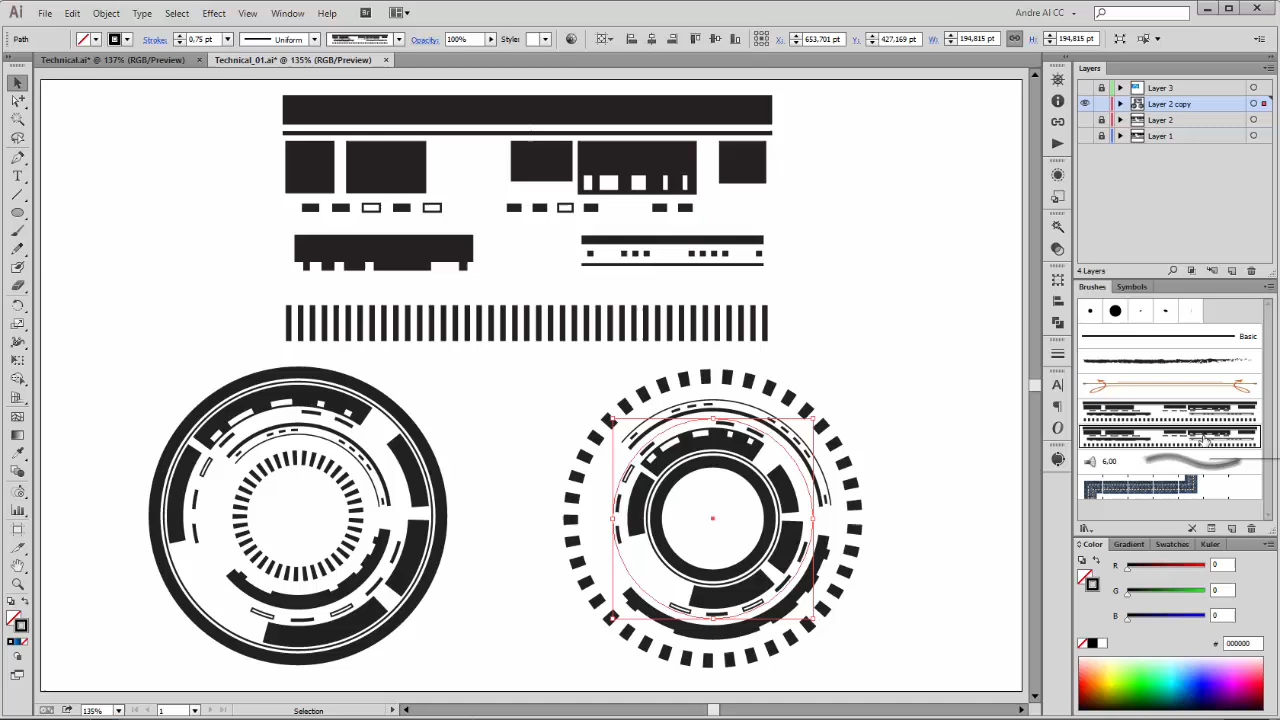 Ai File Edit Object Type Select Effect View Window Help Br Andre AI CC
Path Strokes: 0,75 pt Uniform Opacity: 100% Styles: X: 653,701 pt Y: 427,169 pt W: 194,815 pt H: 194,815 pt
Technical.ai* @ 137% (RGB/Preview) × Technical_01.ai* @ 135% (RGB/Preview) ×
Layers
Layer 3
Layer 2 copy
Layer 2
Layer 1
4 Layers
Brushes Symbols
Basic
6,00
Color Gradient Swatches Kuler
R 0
G 0
B 0
# 000000
135% 1 Selection